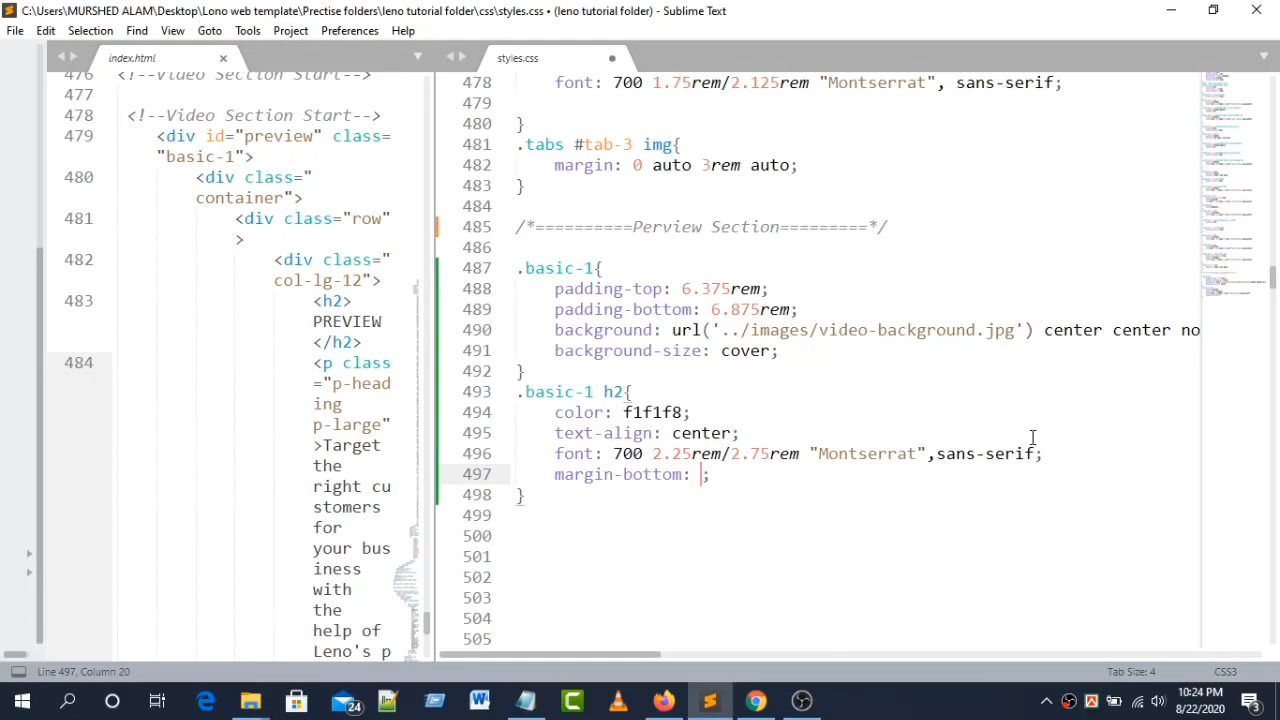 C:\Users\MURSHED ALAM\Desktop\Lono web template\Prectise folders\leno tutorial folder\css\styles.css • (leno tutorial folder) - Sublime Text
File Edit Selection Find View Goto Tools Project Preferences Help
index.html
476 <!--Video Section Start-->
477
478 <!--Video Section Start-->
479 <div id="preview" class=
"basic-1">
480 <div class="
container">
481 <div class="row"
>
482 <div class="
col-lg-12">
483 <h2>
PREVIEW
</h2>
484 <p class
="p-head
ing
p-large"
>Target
the
right cu
stomers
for
your bus
iness
with
the
help of
Leno's p
styles.css
478 font: 700 1.75rem/2.125rem "Montserrat", sans-serif;
479
480 }
481 .tabs #tab-3 img{
482 margin: 0 auto 3rem auto;
483 }
484
485 *==========Perview Section=========*/
486
487 .basic-1{
488 padding-top: 6.375rem;
489 padding-bottom: 6.875rem;
490 background: url('../images/video-background.jpg') center center no
491 background-size: cover;
492 }
493 .basic-1 h2{
494 color: f1f1f8;
495 text-align: center;
496 font: 700 2.25rem/2.75rem "Montserrat",sans-serif;
497 margin-bottom: ;
498 }
499
500
501
502
503
504
505
Line 497, Column 20
Tab Size: 4
CSS3
24
10:24 PM
8/22/2020
3